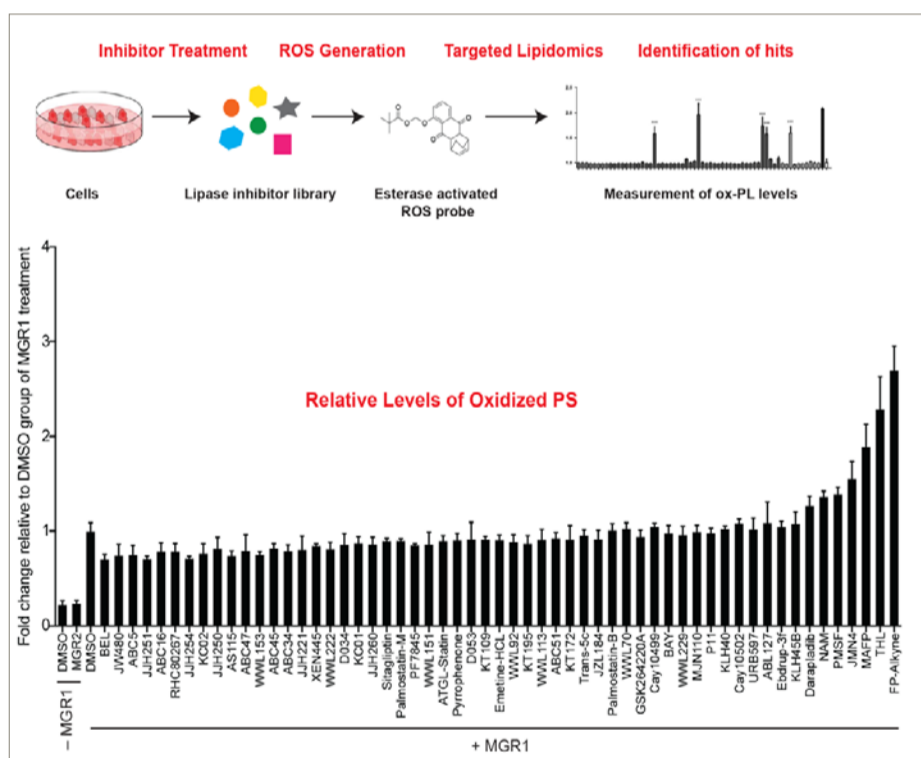 Inhibitor Treatment ROS Generation Targeted Lipidomics Identification of hits
Cells Lipase inhibitor library Esterase activated ROS probe Measurement of ox-PL levels
Fold change relative to DMSO group of MGR1 treatment
4
3
2
1
0
Relative Levels of Oxidized PS
DMSO
MGR2
DMSO
BEL
JW480
ABC5
JJH251
ABC16
RHC80267
JJH254
KC02
JJH250
AS115
ABC47
WWL153
ABC45
ABC34
JJH221
XEN445
WWL222
D034
KC01
JJH260
Sitagliptin
Palmostatin-M
PF7845
WWL151
ATGL-Statin
Pyrrophenone
D053
KT109
Emetine-HCL
WWL92
KT195
WWL113
ABC51
KT172
Trans-5c
JZL184
Palmostatin-B
WWL70
GSK264220A
Cay10499
BAY
WWL229
MJN110
P11
KLH40
Cay10502
URB597
ABL127
Ebdrup-3f
KLH45B
Darapladib
NAM
PMSF
JMN4
MAFP
THL
FP-Alkyne
– MGR1
+ MGR1